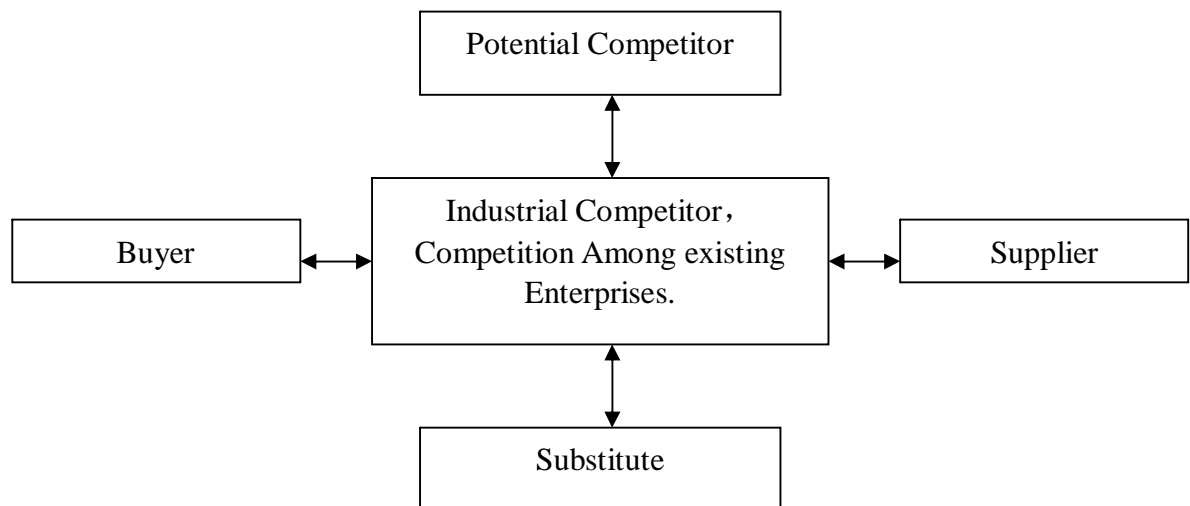 Potential Competitor
Industrial Competitor，
Competition Among existing
Enterprises.
Buyer
Supplier
Substitute